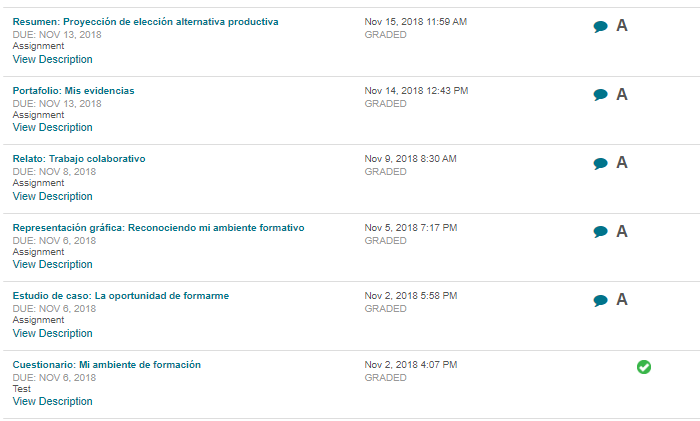 Resumen: Proyección de elección alternativa productiva
DUE: NOV 13, 2018
Assignment
View Description
Nov 15, 2018 11:59 AM
GRADED
A
Portafolio: Mis evidencias
DUE: NOV 13, 2018
Assignment
View Description
Nov 14, 2018 12:43 PM
GRADED
A
Relato: Trabajo colaborativo
DUE: NOV 8, 2018
Assignment
View Description
Nov 9, 2018 8:30 AM
GRADED
A
Representación gráfica: Reconociendo mi ambiente formativo
DUE: NOV 6, 2018
Assignment
View Description
Nov 5, 2018 7:17 PM
GRADED
A
Estudio de caso: La oportunidad de formarme
DUE: NOV 6, 2018
Assignment
View Description
Nov 2, 2018 5:58 PM
GRADED
A
Cuestionario: Mi ambiente de formación
DUE: NOV 6, 2018
Test
View Description
Nov 2, 2018 4:07 PM
GRADED